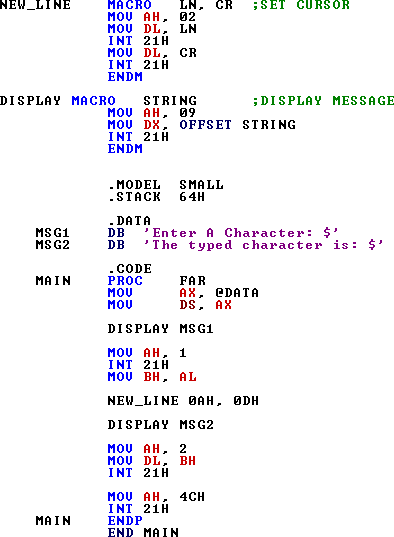 NEW_LINE MACRO LN, CR ;SET CURSOR
MOV AH, 02
MOV DL, LN
INT 21H
MOV DL, CR
INT 21H
ENDM
DISPLAY MACRO STRING ;DISPLAY MESSAGE
MOV AH, 09
MOV DX, OFFSET STRING
INT 21H
ENDM
.MODEL SMALL
.STACK 64H
.DATA
MSG1 DB 'Enter A Character: $'
MSG2 DB 'The typed character is: $'
.CODE
MAIN PROC FAR
MOV AX, @DATA
MOV DS, AX
DISPLAY MSG1
MOV AH, 1
INT 21H
MOV BH, AL
NEW_LINE 0AH, 0DH
DISPLAY MSG2
MOV AH, 2
MOV DL, BH
INT 21H
MOV AH, 4CH
INT 21H
MAIN ENDP
END MAIN